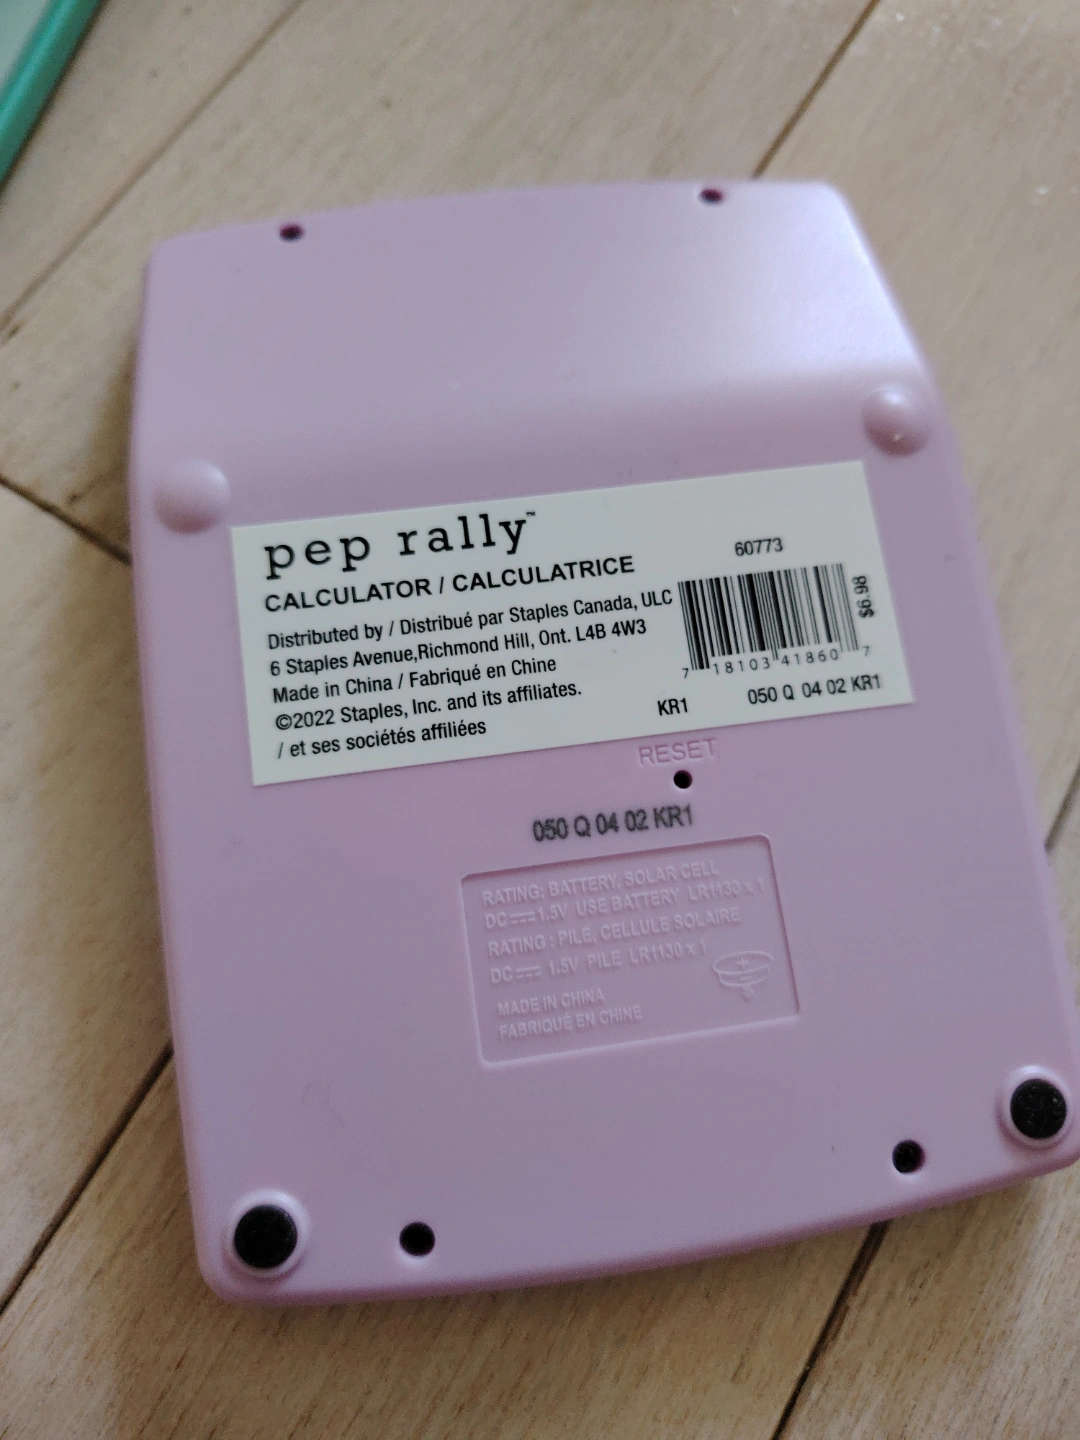 pep rally™
CALCULATOR / CALCULATRICE
Distributed by / Distribué par Staples Canada, ULC
6 Staples Avenue,Richmond Hill, Ont. L4B 4W3
Made in China / Fabriqué en Chine
©2022 Staples, Inc. and its affiliates.
/ et ses sociétés affiliées
60773
$6.98
7 18103 41860 7
KR1 050 Q 04 02 KR1
RESET
050 Q 04 02 KR1
RATING: BATTERY, SOLAR CELL
DC 1.5V USE BATTERY LR1130 x 1
RATING : PILE, CELLULE SOLAIRE
DC 1.5V PILE LR1130 x 1
+
−
MADE IN CHINA
FABRIQUÉ EN CHINE